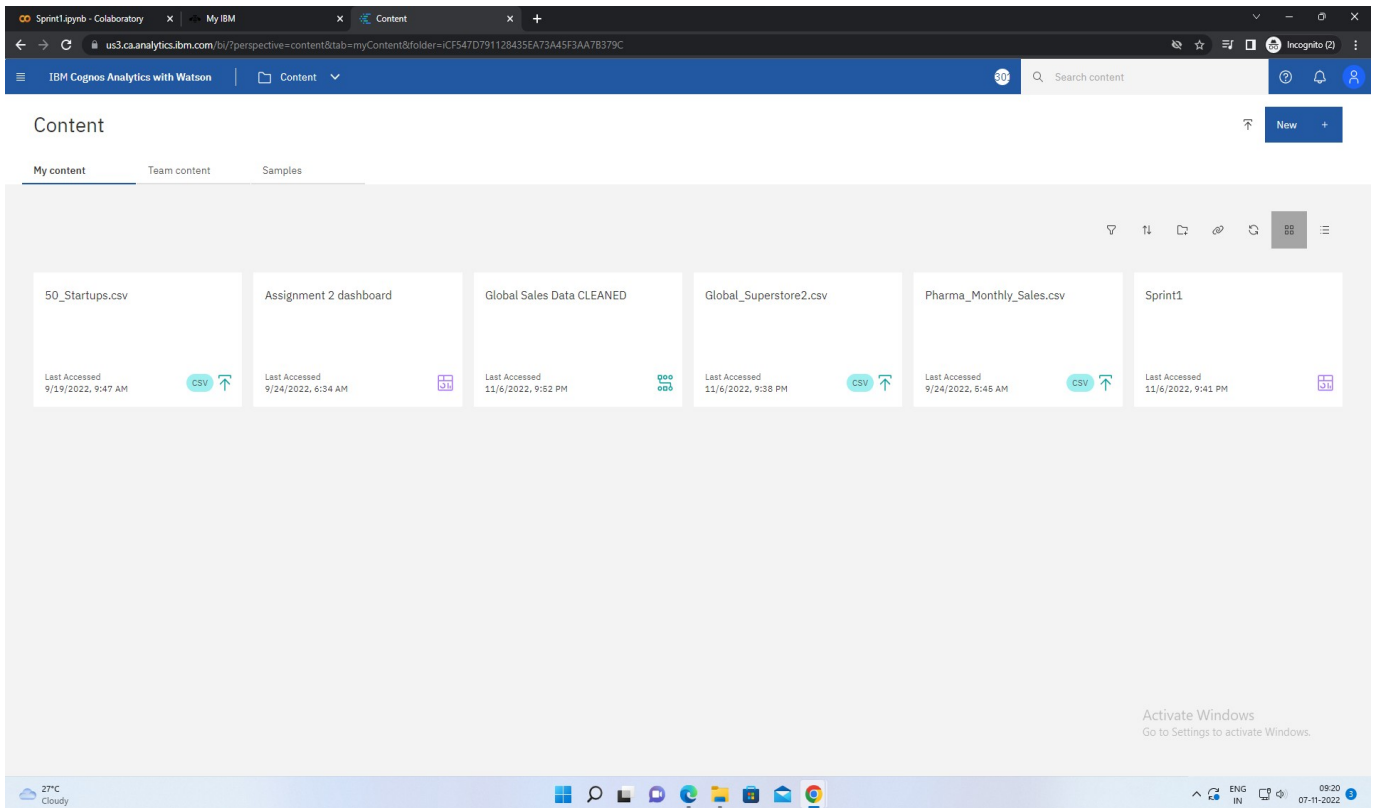 Sprint1.ipynb - Colaboratory
My IBM
Content
us3.ca.analytics.ibm.com/bi/?perspective=content&tab=myContent&folder=iCF547D791128435EA73A45F3AA7B379C
Incognito (2)
IBM Cognos Analytics with Watson
Content
30
Search content
Content
New +
My content
Team content
Samples
50_Startups.csv
Last Accessed
9/19/2022, 9:47 AM
CSV
Assignment 2 dashboard
Last Accessed
9/24/2022, 6:34 AM
Global Sales Data CLEANED
Last Accessed
11/6/2022, 9:52 PM
Global_Superstore2.csv
Last Accessed
11/6/2022, 9:38 PM
CSV
Pharma_Monthly_Sales.csv
Last Accessed
9/24/2022, 5:45 AM
CSV
Sprint1
Last Accessed
11/6/2022, 9:41 PM
Activate Windows
Go to Settings to activate Windows.
27°C
Cloudy
ENG
IN
09:20
07-11-2022
3